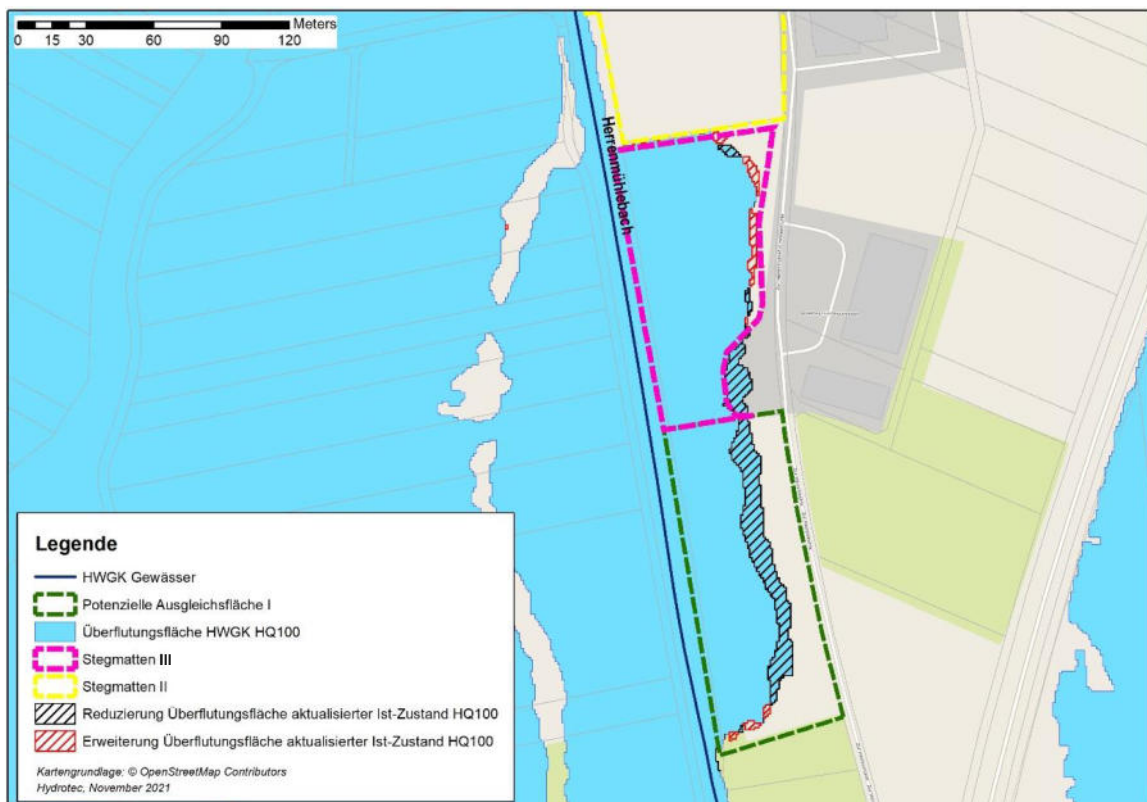 Meters
0 15 30 60 90 120
Herrenmühlebach
Legende
HWGK Gewässer
Potenzielle Ausgleichsfläche I
Überflutungsfläche HWGK HQ100
Stegmatten III
Stegmatten II
Reduzierung Überflutungsfläche aktualisierter Ist-Zustand HQ100
Erweiterung Überflutungsfläche aktualisierter Ist-Zustand HQ100
Kartengrundlage: © OpenStreetMap Contributors
Hydrotec, November 2021